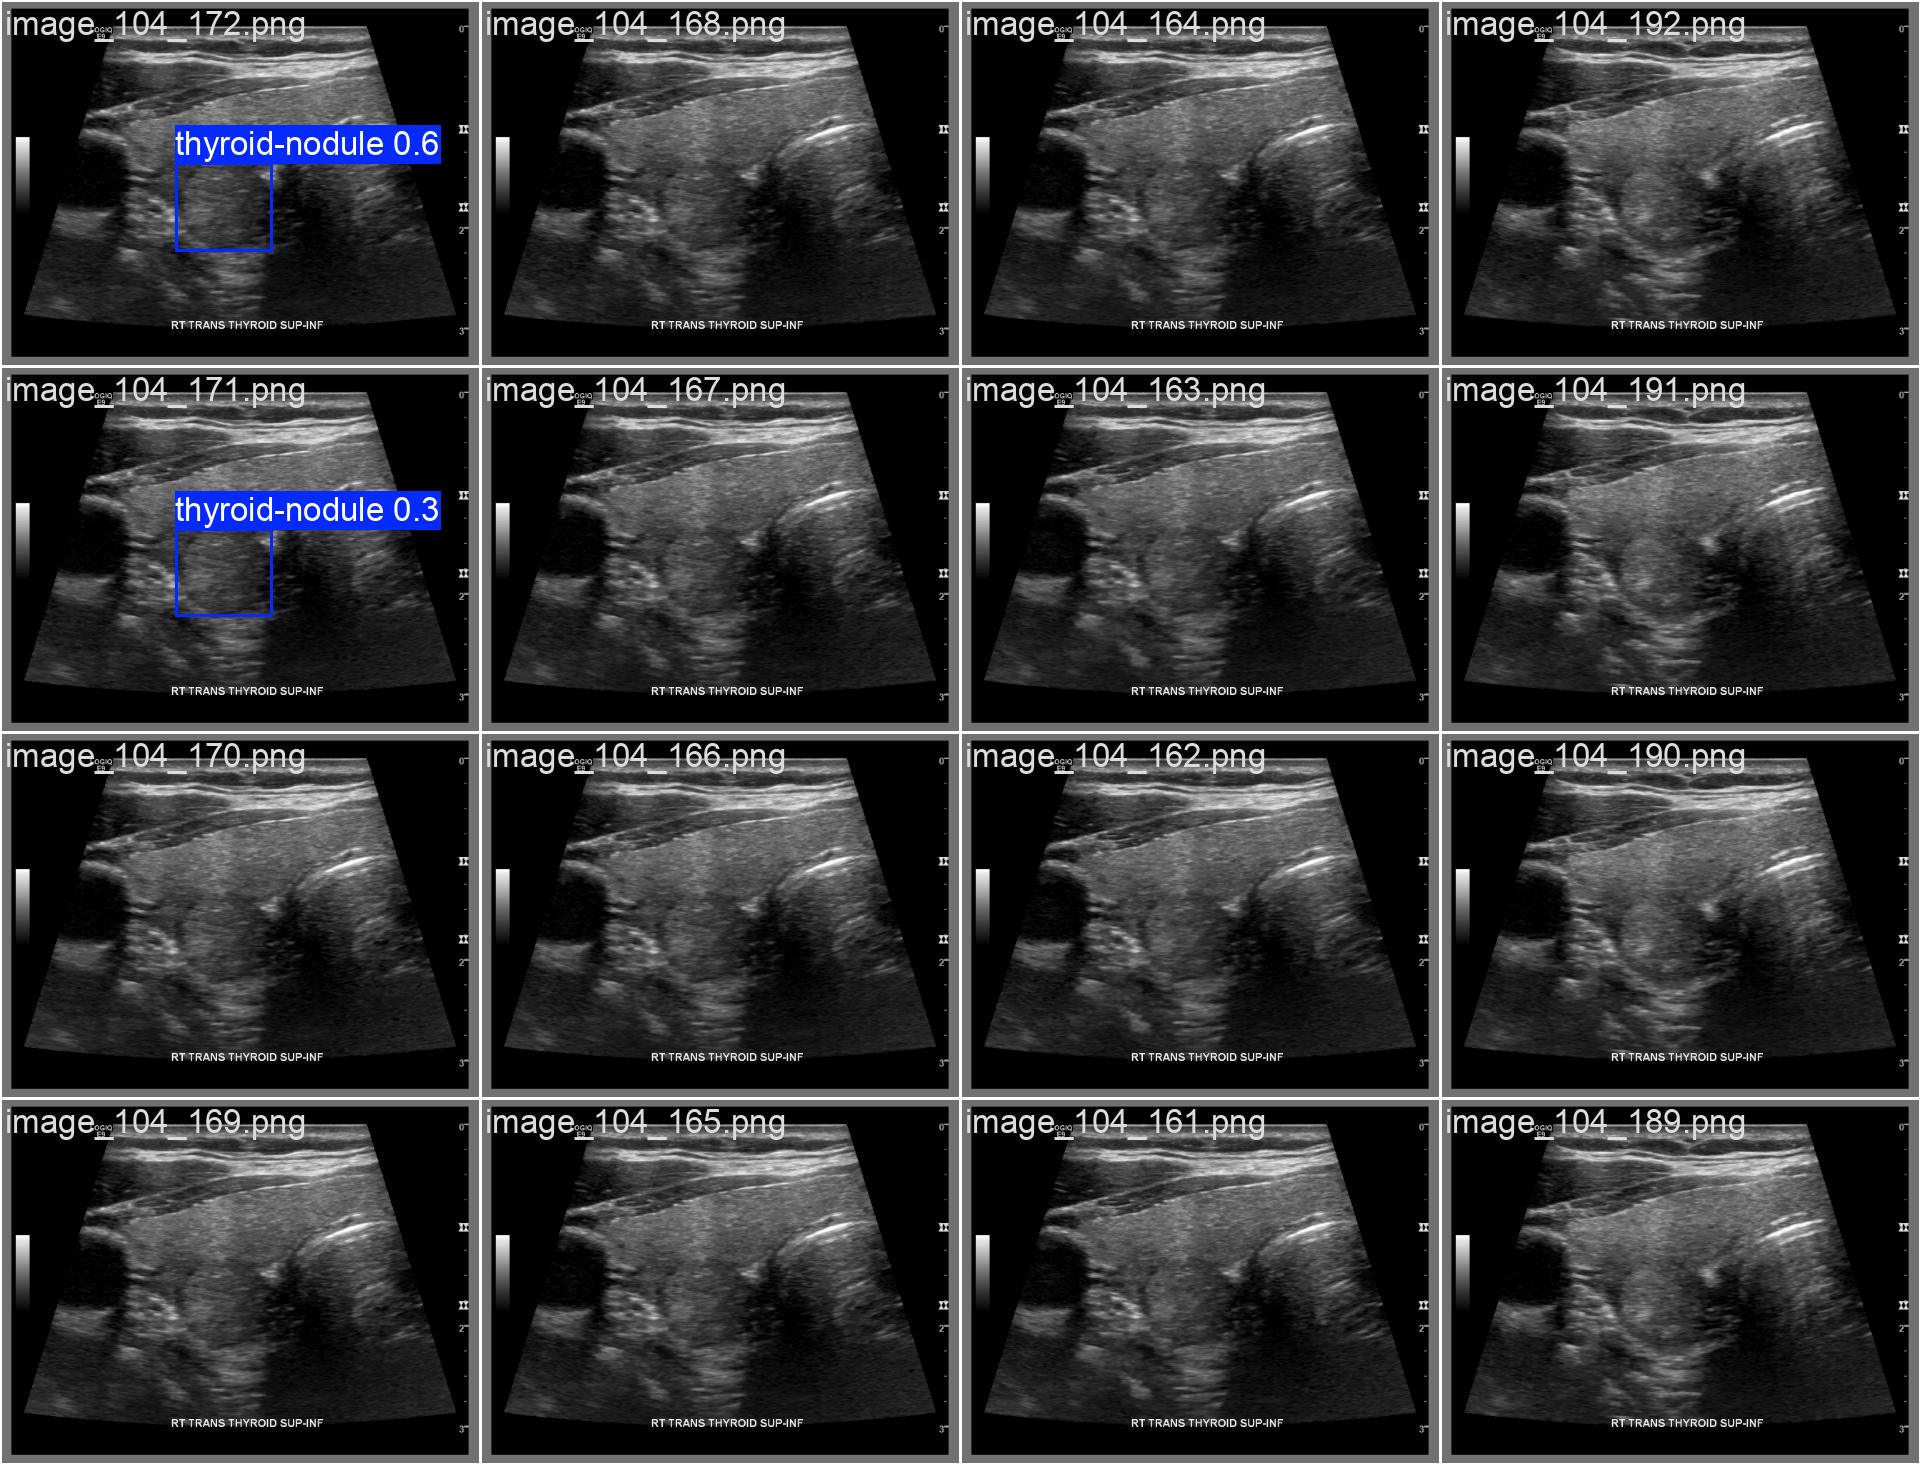 image_104_172.png
image_104_168.png
image_104_164.png
image_104_192.png
thyroid-nodule 0.6
RT TRANS THYROID SUP-INF
RT TRANS THYROID SUP-INF
RT TRANS THYROID SUP-INF
RT TRANS THYROID SUP-INF
image_104_171.png
image_104_167.png
image_104_163.png
image_104_191.png
thyroid-nodule 0.3
RT TRANS THYROID SUP-INF
RT TRANS THYROID SUP-INF
RT TRANS THYROID SUP-INF
RT TRANS THYROID SUP-INF
image_104_170.png
image_104_166.png
image_104_162.png
image_104_190.png
RT TRANS THYROID SUP-INF
RT TRANS THYROID SUP-INF
RT TRANS THYROID SUP-INF
RT TRANS THYROID SUP-INF
image_104_169.png
image_104_165.png
image_104_161.png
image_104_189.png
RT TRANS THYROID SUP-INF
RT TRANS THYROID SUP-INF
RT TRANS THYROID SUP-INF
RT TRANS THYROID SUP-INF